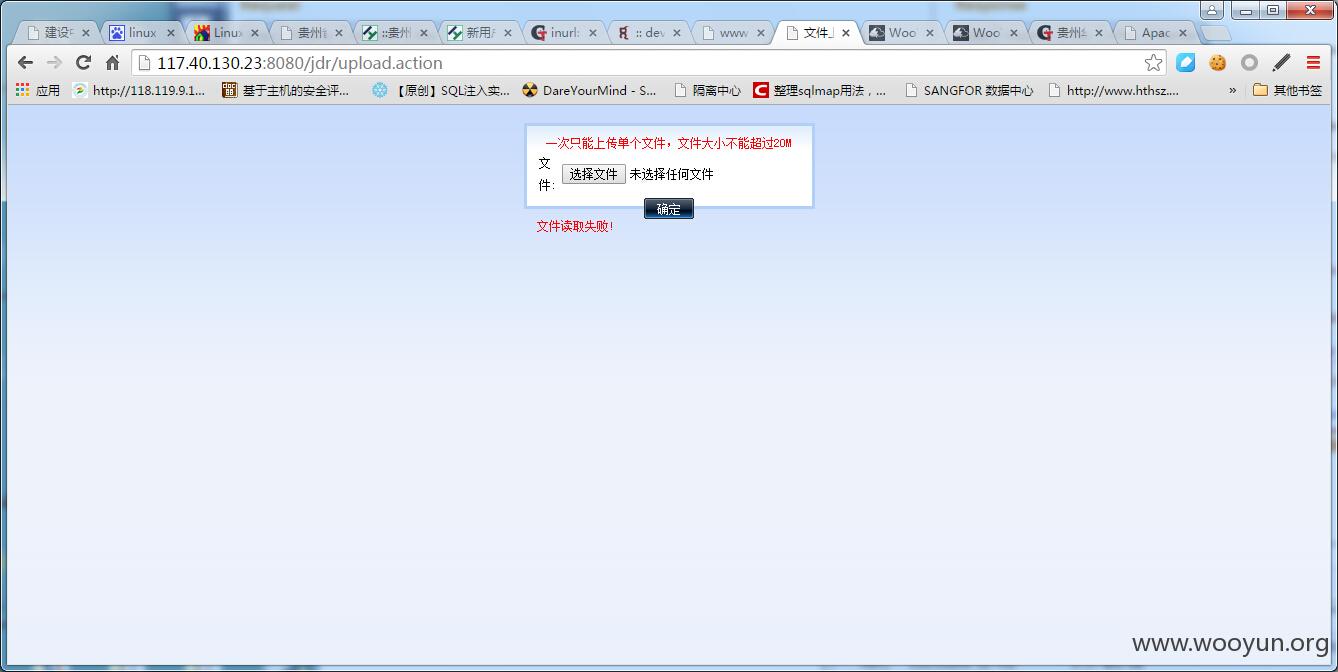 建设
linux
Linux
贵州
::贵州
新用户
inurl:
:: dev
www
文件上
Woo
Woo
贵州
Apac
117.40.130.23:8080/jdr/upload.action
应用
http://118.119.9.1...
基于主机的安全评...
【原创】SQL注入实...
DareYourMind - S...
隔离中心
整理sqlmap用法，...
SANGFOR 数据中心
http://www.hthsz....
»
其他书签
一次只能上传单个文件，文件大小不能超过20M
文
件:
选择文件 未选择任何文件
确定
文件读取失败!
www.wooyun.org